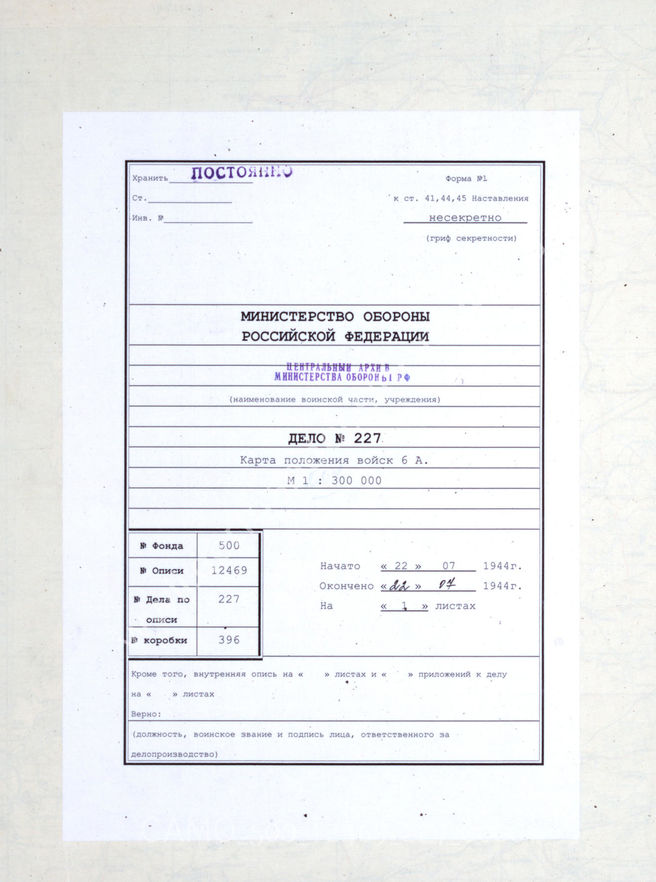 Хранить ПОСТОЯННО
Форма №1
Ст.
к ст. 41,44,45 Наставления
Инв. №
несекретно
(гриф секретности)
МИНИСТЕРСТВО ОБОРОНЫ
РОССИЙСКОЙ ФЕДЕРАЦИИ
ЦЕНТРАЛЬНЫЙ АРХИВ
МИНИСТЕРСТВА ОБОРОНЫ РФ
(наименование воинской части, учреждения)
ДЕЛО № 227
Карта положения войск 6 А.
М 1 : 300 000
№ Фонда 500
№ Описи 12469
№ Дела по описи 227
№ коробки 396
Начато « 22 » 07 1944г.
Окончено « 22 » 07 1944г.
На « 1 » листах
Кроме того, внутренняя опись на « » листах и « » приложений к делу
на « » листах
Верно:
(должность, воинское звание и подпись лица, ответственного за
делопроизводство)